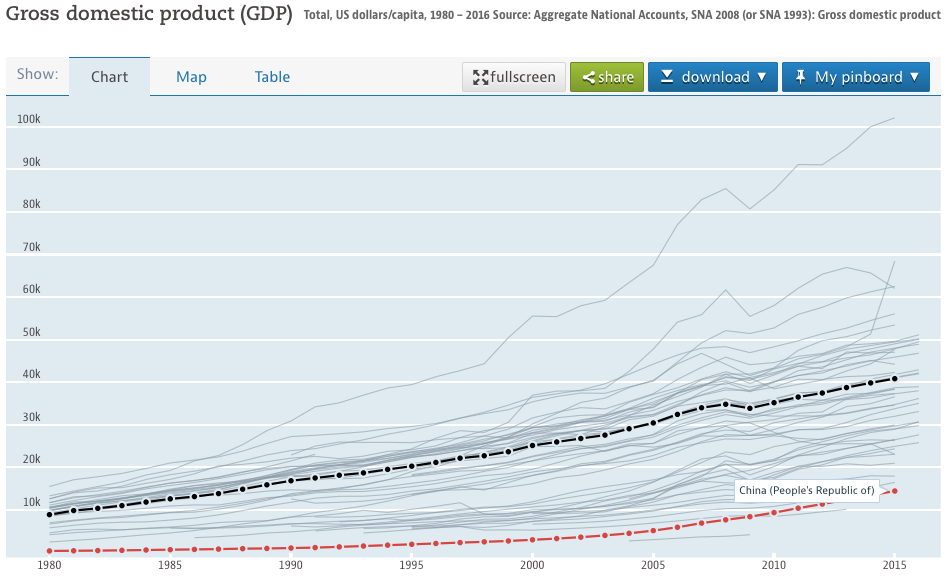 Gross domestic product (GDP) Total, US dollars/capita, 1980 – 2016 Source: Aggregate National Accounts, SNA 2008 (or SNA 1993): Gross domestic product
Show: Chart Map Table fullscreen share download ▼ My pinboard ▼
100k
90k
80k
70k
60k
50k
40k
30k
20k
China (People's Republic of)
10k
1980 1985 1990 1995 2000 2005 2010 2015